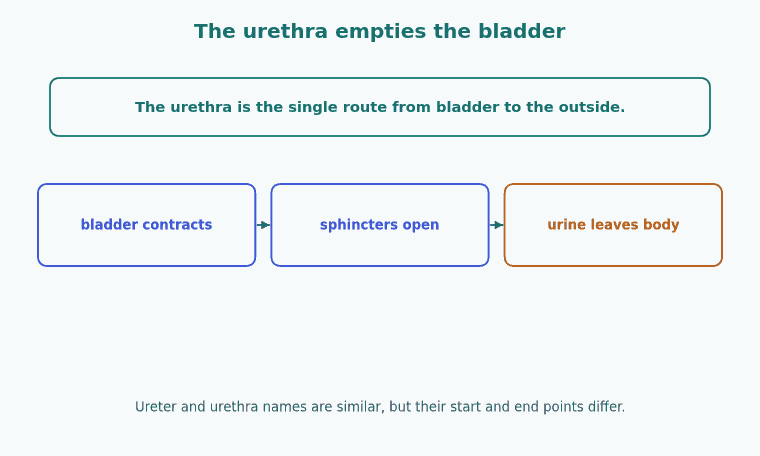 The urethra empties the bladder
The urethra is the single route from bladder to the outside.
bladder contracts
sphincters open
urine leaves body
Ureter and urethra names are similar, but their start and end points differ.